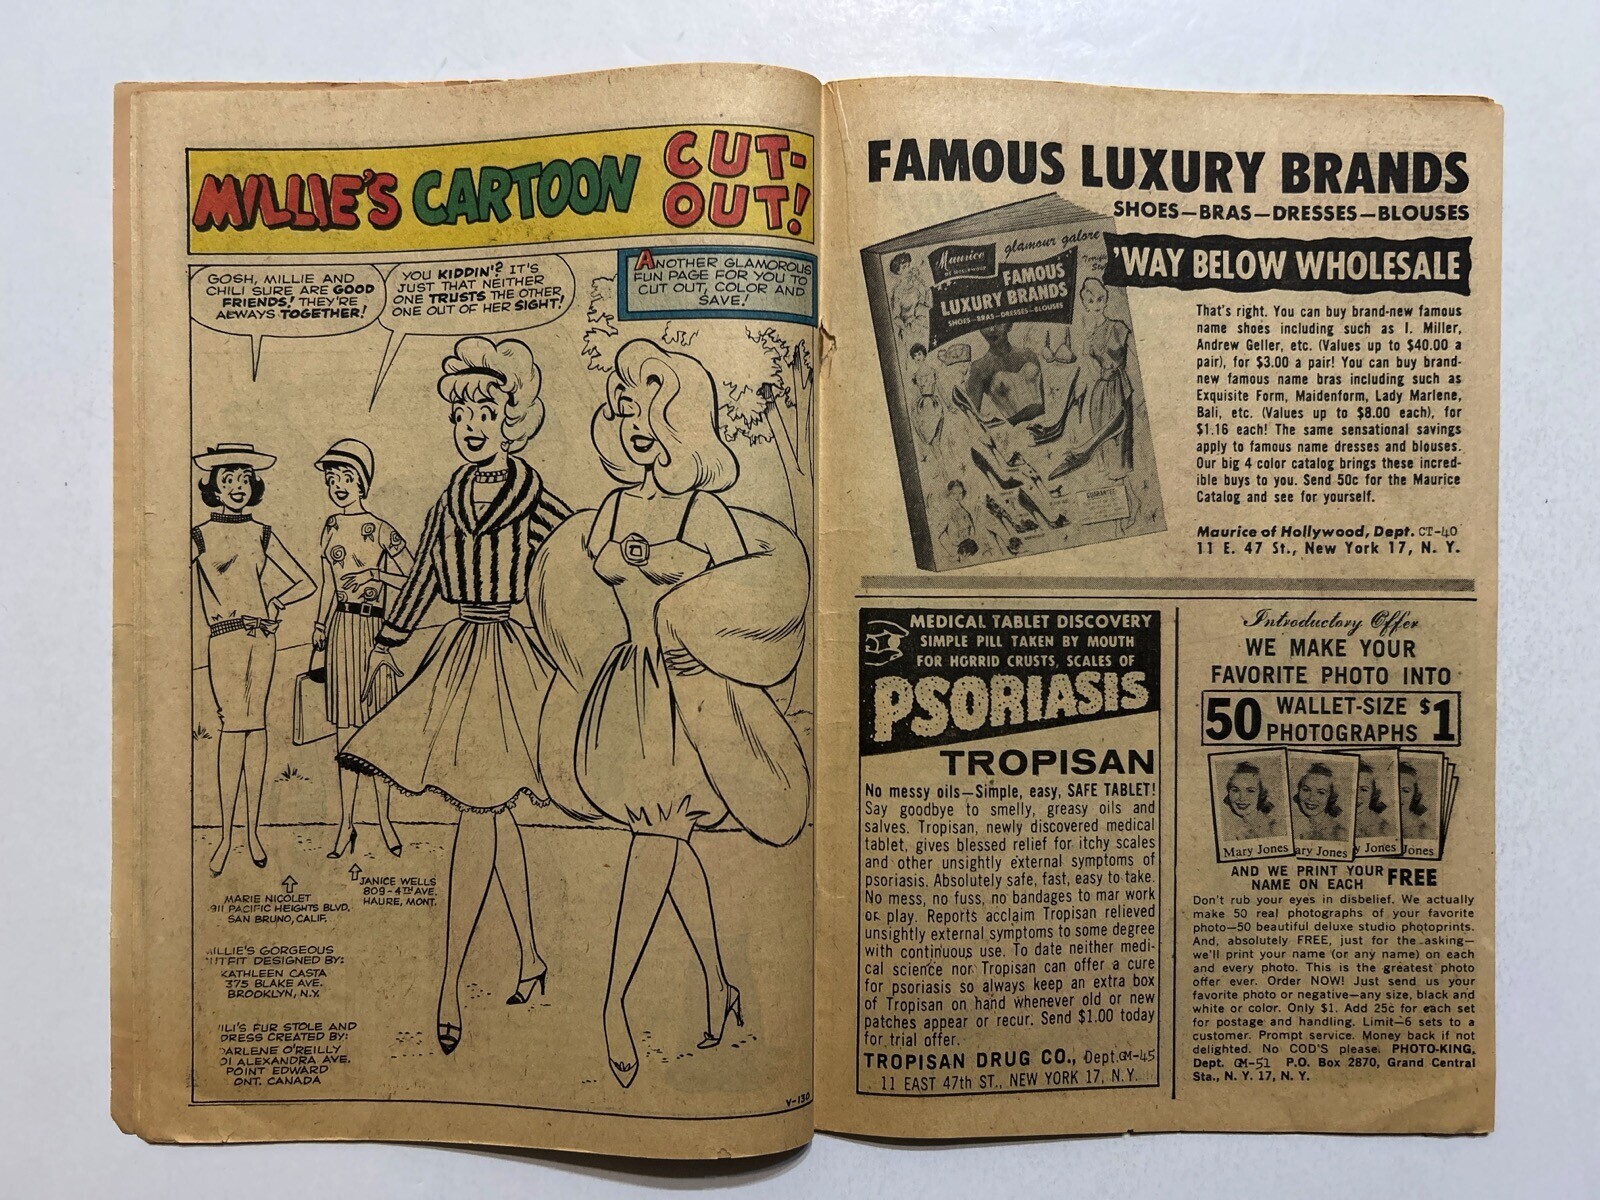 MILLIE'S CARTOON CUT-
OUT!
GOSH, MILLIE AND
CHILI SURE ARE GOOD
FRIENDS! THEY'RE
ALWAYS TOGETHER!
YOU KIDDIN'? IT'S
JUST THAT NEITHER
ONE TRUSTS THE OTHER
ONE OUT OF HER SIGHT!
ANOTHER GLAMOROUS
FUN PAGE FOR YOU TO
CUT OUT, COLOR AND
SAVE!
MARIE NICOLET
911 PACIFIC HEIGHTS BLVD.
SAN BRUNO, CALIF.
JANICE WELLS
809-4TH AVE.
HAURE, MONT.
ILLIE'S GORGEOUS
TFIT DESIGNED BY:
KATHLEEN CASTA
375 BLAKE AVE.
BROOKLYN, N.Y.
ILI'S FUR STOLE AND
DRESS CREATED BY:
DARLENE O'REILLY
01 ALEXANDRA AVE.
POINT EDWARD
ONT. CANADA
V-130
FAMOUS LUXURY BRANDS
SHOES—BRAS—DRESSES—BLOUSES
'WAY BELOW WHOLESALE
Maurice
glamour galore
FAMOUS
LUXURY BRANDS
SHOES-BRAS-DRESSES-BLOUSES
That's right. You can buy brand-new famous
name shoes including such as I. Miller,
Andrew Geller, etc. (Values up to $40.00 a
pair), for $3.00 a pair! You can buy brand-
new famous name bras including such as
Exquisite Form, Maidenform, Lady Marlene,
Bali, etc. (Values up to $8.00 each), for
$1.16 each! The same sensational savings
apply to famous name dresses and blouses.
Our big 4 color catalog brings these incred-
ible buys to you. Send 50c for the Maurice
Catalog and see for yourself.
Maurice of Hollywood, Dept. CT-40
11 E. 47 St., New York 17, N. Y.
MEDICAL TABLET DISCOVERY
SIMPLE PILL TAKEN BY MOUTH
FOR HORRID CRUSTS, SCALES OF
PSORIASIS
TROPISAN
No messy oils—Simple, easy, SAFE TABLET!
Say goodbye to smelly, greasy oils and
salves. Tropisan, newly discovered medical
tablet, gives blessed relief for itchy scales
and other unsightly external symptoms of
psoriasis. Absolutely safe, fast, easy to take.
No mess, no fuss, no bandages to mar work
or play. Reports acclaim Tropisan relieved
unsightly external symptoms to some degree
with continuous use. To date neither medi-
cal science nor Tropisan can offer a cure
for psoriasis so always keep an extra box
of Tropisan on hand whenever old or new
patches appear or recur. Send $1.00 today
for trial offer.
TROPISAN DRUG CO., Dept. GM-45
11 EAST 47th ST., NEW YORK 17, N.Y.
Introductory Offer
WE MAKE YOUR
FAVORITE PHOTO INTO
50 WALLET-SIZE PHOTOGRAPHS $1
Mary Jones ary Jones y Jones Jones
AND WE PRINT YOUR
NAME ON EACH FREE
Don't rub your eyes in disbelief. We actually
make 50 real photographs of your favorite
photo—50 beautiful deluxe studio photoprints.
And, absolutely FREE, just for the asking—
we'll print your name (or any name) on each
and every photo. This is the greatest photo
offer ever. Order NOW! Just send us your
favorite photo or negative—any size, black and
white or color. Only $1. Add 25c for each set
for postage and handling. Limit—6 sets to a
customer. Prompt service. Money back if not
delighted. No COD'S please. PHOTO-KING,
Dept. GM-51 P.O. Box 2870, Grand Central
Sta., N. Y. 17, N. Y.